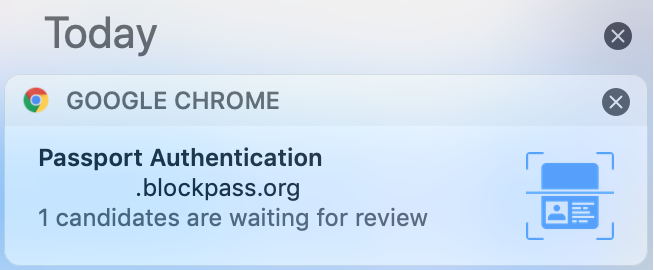 Today
GOOGLE CHROME
Passport Authentication
.blockpass.org
1 candidates are waiting for review